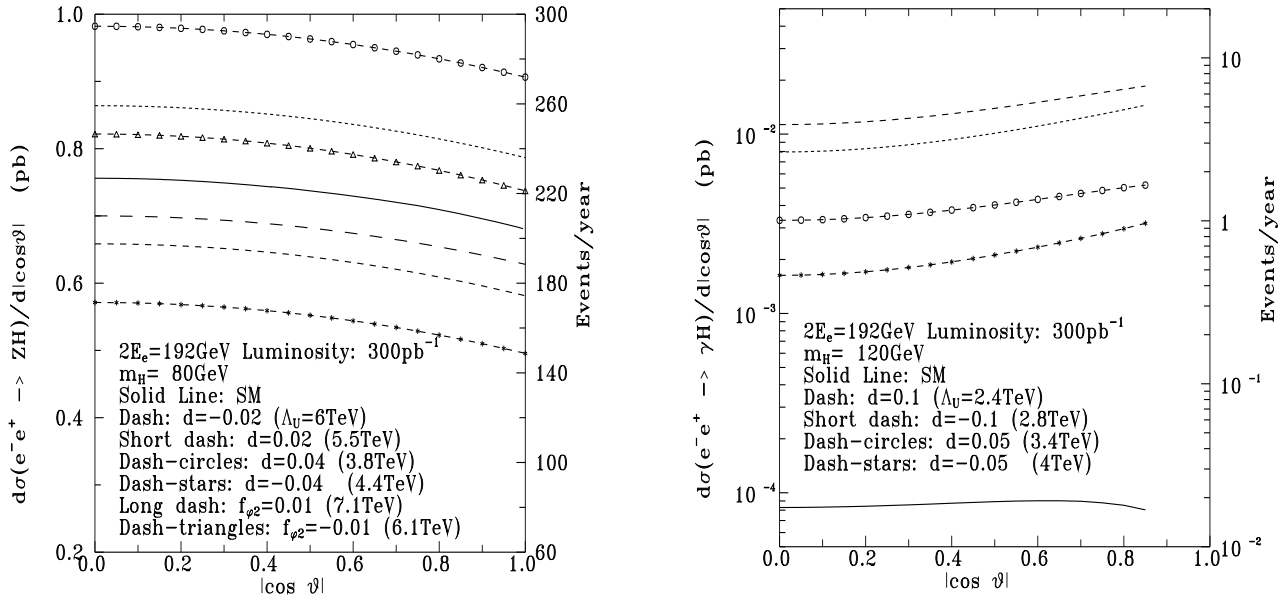 1.0
0.8
0.6
0.4
0.2
300
260
220
180
140
100
60
0.0 0.2 0.4 0.6 0.8 1.0
|cos ϑ|
dσ(e⁻e⁺ -> ZH)/d|cosϑ| (pb)
Events/year
2Eₑ=192GeV Luminosity: 300pb⁻¹
m_H= 80GeV
Solid Line: SM
Dash: d=−0.02 (Λ_U=6TeV)
Short dash: d=0.02 (5.5TeV)
Dash−circles: d=0.04 (3.8TeV)
Dash−stars: d=−0.04 (4.4TeV)
Long dash: f_φ2=0.01 (7.1TeV)
Dash−triangles: f_φ2=−0.01 (6.1TeV)
10⁻²
10⁻³
10⁻⁴
10
1
10⁻¹
10⁻²
0.0 0.2 0.4 0.6 0.8 1.0
|cos ϑ|
dσ(e⁻e⁺ -> γH)/d|cosϑ| (pb)
Events/year
2Eₑ=192GeV Luminosity: 300pb⁻¹
m_H= 120GeV
Solid Line: SM
Dash: d=0.1 (Λ_U=2.4TeV)
Short dash: d=−0.1 (2.8TeV)
Dash−circles: d=0.05 (3.4TeV)
Dash−stars: d=−0.05 (4TeV)